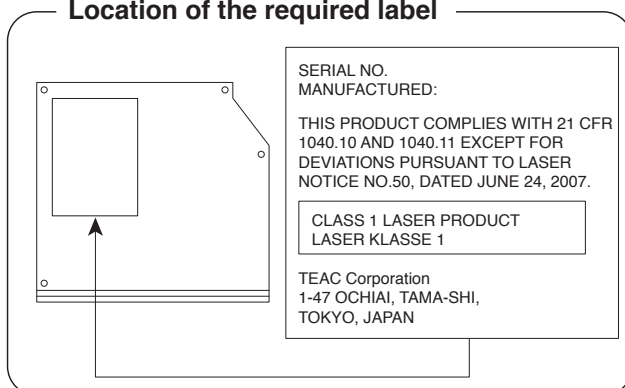 Location of the required label
SERIAL NO.
MANUFACTURED:
THIS PRODUCT COMPLIES WITH 21 CFR
1040.10 AND 1040.11 EXCEPT FOR
DEVIATIONS PURSUANT TO LASER
NOTICE NO.50, DATED JUNE 24, 2007.
CLASS 1 LASER PRODUCT
LASER KLASSE 1
TEAC Corporation
1-47 OCHIAI, TAMA-SHI,
TOKYO, JAPAN